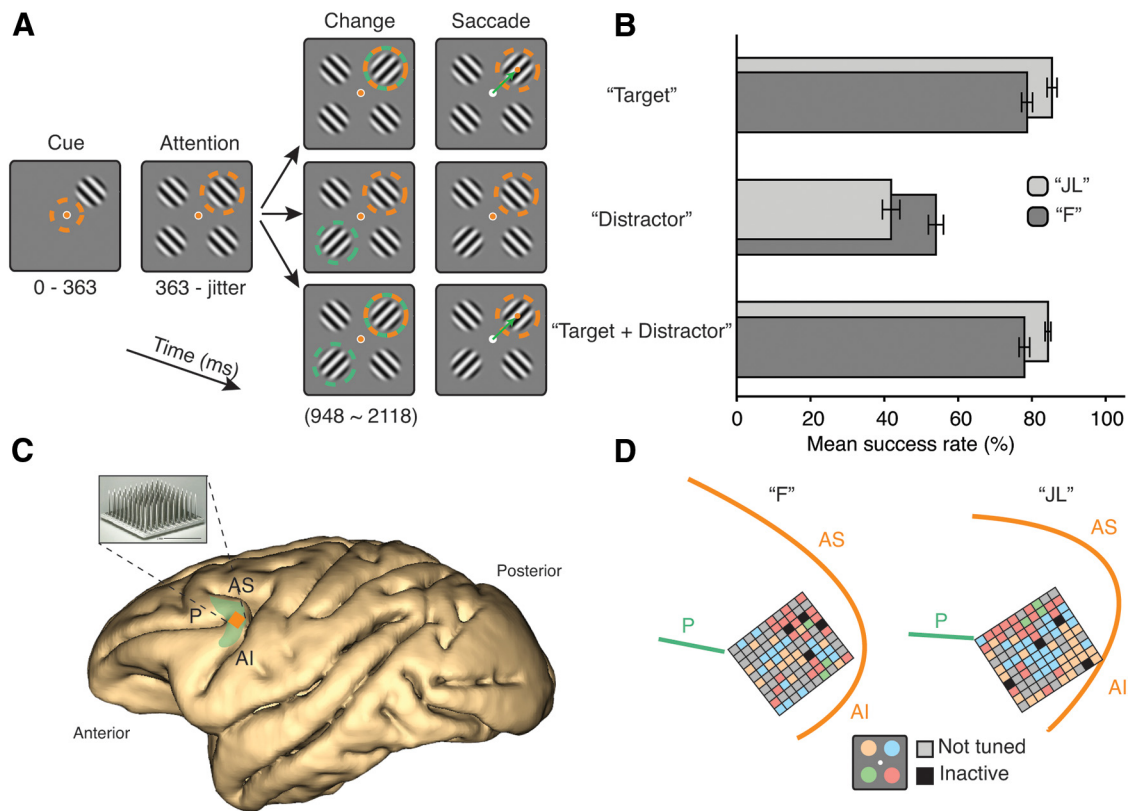 A
Change
Saccade
Cue
Attention
0 - 363
363 - jitter
Time (ms)
(948 ~ 2118)
B
“Target”
“Distractor”
“Target + Distractor”
“JL”
“F”
0
20
40
60
80
100
Mean success rate (%)
C
AS
P
AI
Posterior
Anterior
D
“F”
“JL”
AS
AS
P
P
AI
AI
Not tuned
Inactive